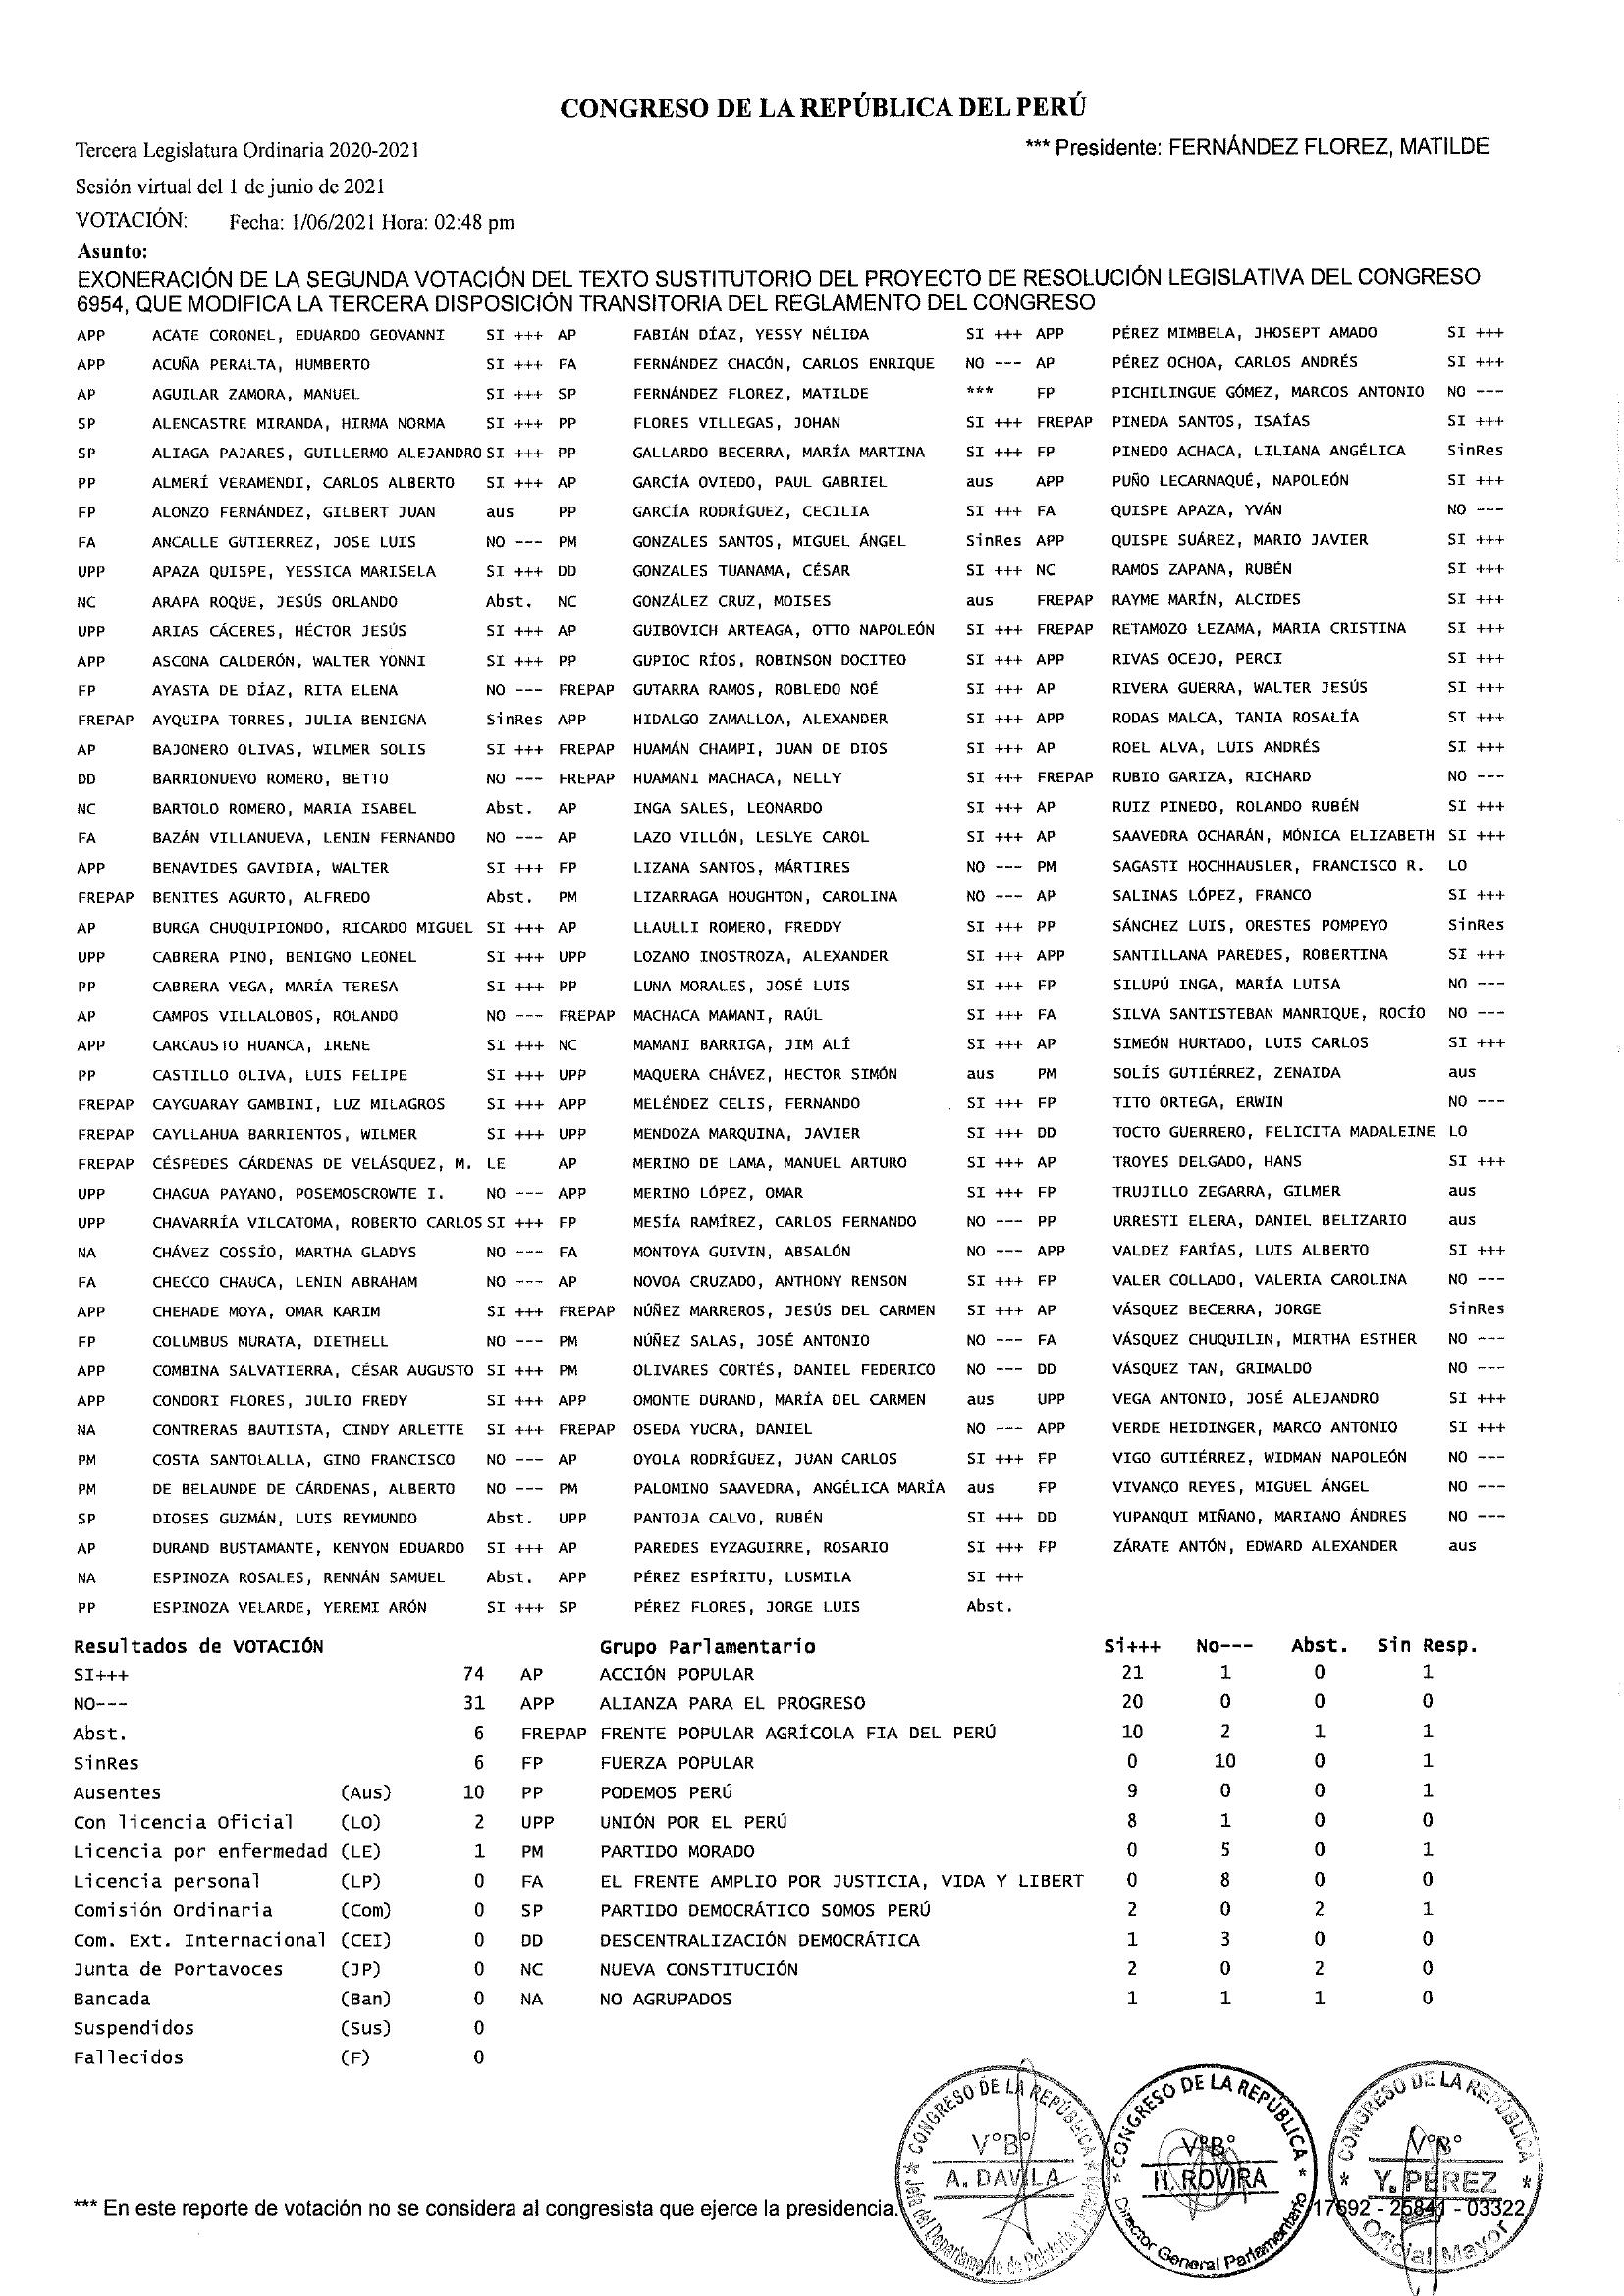 CONGRESO DE LA REPÚBLICA DEL PERÚ
Tercera Legislatura Ordinaria 2020-2021
*** Presidente: FERNÁNDEZ FLOREZ, MATILDE
Sesión virtual del 1 de junio de 2021
VOTACIÓN: Fecha: 1/06/2021 Hora: 02:48 pm
Asunto:
EXONERACIÓN DE LA SEGUNDA VOTACIÓN DEL TEXTO SUSTITUTORIO DEL PROYECTO DE RESOLUCIÓN LEGISLATIVA DEL CONGRESO
6954, QUE MODIFICA LA TERCERA DISPOSICIÓN TRANSITORIA DEL REGLAMENTO DEL CONGRESO
APP ACATE CORONEL, EDUARDO GEOVANNI SI +++ AP FABIÁN DÍAZ, YESSY NÉLIDA SI +++ APP PÉREZ MIMBELA, JHOSEPT AMADO SI +++
APP ACUÑA PERALTA, HUMBERTO SI +++ FA FERNÁNDEZ CHACÓN, CARLOS ENRIQUE NO --- AP PÉREZ OCHOA, CARLOS ANDRÉS SI +++
AP AGUILAR ZAMORA, MANUEL SI +++ SP FERNÁNDEZ FLOREZ, MATILDE *** FP PICHILINGUE GÓMEZ, MARCOS ANTONIO NO ---
SP ALENCASTRE MIRANDA, HIRMA NORMA SI +++ PP FLORES VILLEGAS, JOHAN SI +++ FREPAP PINEDA SANTOS, ISAÍAS SI +++
SP ALIAGA PAJARES, GUILLERMO ALEJANDRO SI +++ PP GALLARDO BECERRA, MARÍA MARTINA SI +++ FP PINEDO ACHACA, LILIANA ANGÉLICA SinRes
PP ALMERÍ VERAMENDI, CARLOS ALBERTO SI +++ AP GARCÍA OVIEDO, PAUL GABRIEL aus APP PUÑO LECARNAQUÉ, NAPOLEÓN SI +++
FP ALONZO FERNÁNDEZ, GILBERT JUAN aus PP GARCÍA RODRÍGUEZ, CECILIA SI +++ FA QUISPE APAZA, YVÁN NO ---
FA ANCALLE GUTIERREZ, JOSE LUIS NO --- PM GONZALES SANTOS, MIGUEL ÁNGEL SinRes APP QUISPE SUÁREZ, MARIO JAVIER SI +++
UPP APAZA QUISPE, YESSICA MARISELA SI +++ DD GONZALES TUANAMA, CÉSAR SI +++ NC RAMOS ZAPANA, RUBÉN SI +++
NC ARAPA ROQUE, JESÚS ORLANDO Abst. NC GONZÁLEZ CRUZ, MOISES aus FREPAP RAYME MARÍN, ALCIDES SI +++
UPP ARIAS CÁCERES, HÉCTOR JESÚS SI +++ AP GUIBOVICH ARTEAGA, OTTO NAPOLEÓN SI +++ FREPAP RETAMOZO LEZAMA, MARIA CRISTINA SI +++
APP ASCONA CALDERÓN, WALTER YONNI SI +++ PP GUPIOC RÍOS, ROBINSON DOCITEO SI +++ APP RIVAS OCEJO, PERCI SI +++
FP AYASTA DE DÍAZ, RITA ELENA NO --- FREPAP GUTARRA RAMOS, ROBLEDO NOÉ SI +++ AP RIVERA GUERRA, WALTER JESÚS SI +++
FREPAP AYQUIPA TORRES, JULIA BENIGNA SinRes APP HIDALGO ZAMALLOA, ALEXANDER SI +++ APP RODAS MALCA, TANIA ROSALÍA SI +++
AP BAJONERO OLIVAS, WILMER SOLIS SI +++ FREPAP HUAMÁN CHAMPI, JUAN DE DIOS SI +++ AP ROEL ALVA, LUIS ANDRÉS SI +++
DD BARRIONUEVO ROMERO, BETTO NO --- FREPAP HUAMANI MACHACA, NELLY SI +++ FREPAP RUBIO GARIZA, RICHARD NO ---
NC BARTOLO ROMERO, MARIA ISABEL Abst. AP INGA SALES, LEONARDO SI +++ AP RUIZ PINEDO, ROLANDO RUBÉN SI +++
FA BAZÁN VILLANUEVA, LENIN FERNANDO NO --- AP LAZO VILLÓN, LESLYE CAROL SI +++ AP SAAVEDRA OCHARÁN, MÓNICA ELIZABETH SI +++
APP BENAVIDES GAVIDIA, WALTER SI +++ FP LIZANA SANTOS, MÁRTIRES NO --- PM SAGASTI HOCHHAUSLER, FRANCISCO R. LO
FREPAP BENITES AGURTO, ALFREDO Abst. PM LIZARRAGA HOUGHTON, CAROLINA NO --- AP SALINAS LÓPEZ, FRANCO SI +++
AP BURGA CHUQUIPIONDO, RICARDO MIGUEL SI +++ AP LLAULLI ROMERO, FREDDY SI +++ PP SÁNCHEZ LUIS, ORESTES POMPEYO SinRes
UPP CABRERA PINO, BENIGNO LEONEL SI +++ UPP LOZANO INOSTROZA, ALEXANDER SI +++ APP SANTILLANA PAREDES, ROBERTINA SI +++
PP CABRERA VEGA, MARÍA TERESA SI +++ PP LUNA MORALES, JOSÉ LUIS SI +++ FP SILUPÚ INGA, MARÍA LUISA NO ---
AP CAMPOS VILLALOBOS, ROLANDO NO --- FREPAP MACHACA MAMANI, RAÚL SI +++ FA SILVA SANTISTEBAN MANRIQUE, ROCÍO NO ---
APP CARCAUSTO HUANCA, IRENE SI +++ NC MAMANI BARRIGA, JIM ALÍ SI +++ AP SIMEÓN HURTADO, LUIS CARLOS SI +++
PP CASTILLO OLIVA, LUIS FELIPE SI +++ UPP MAQUERA CHÁVEZ, HECTOR SIMÓN aus PM SOLÍS GUTIÉRREZ, ZENAIDA aus
FREPAP CAYGUARAY GAMBINI, LUZ MILAGROS SI +++ APP MELÉNDEZ CELIS, FERNANDO SI +++ FP TITO ORTEGA, ERWIN NO ---
FREPAP CAYLLAHUA BARRIENTOS, WILMER SI +++ UPP MENDOZA MARQUINA, JAVIER SI +++ DD TOCTO GUERRERO, FELICITA MADALEINE LO
FREPAP CÉSPEDES CÁRDENAS DE VELÁSQUEZ, M. LE AP MERINO DE LAMA, MANUEL ARTURO SI +++ AP TROYES DELGADO, HANS SI +++
UPP CHAGUA PAYANO, POSEMOSCROWTE I. NO --- APP MERINO LÓPEZ, OMAR SI +++ FP TRUJILLO ZEGARRA, GILMER aus
UPP CHAVARRÍA VILCATOMA, ROBERTO CARLOS SI +++ FP MESÍA RAMÍREZ, CARLOS FERNANDO NO --- PP URRESTI ELERA, DANIEL BELIZARIO aus
NA CHÁVEZ COSSÍO, MARTHA GLADYS NO --- FA MONTOYA GUIVIN, ABSALÓN NO --- APP VALDEZ FARÍAS, LUIS ALBERTO SI +++
FA CHECCO CHAUCA, LENIN ABRAHAM NO --- AP NOVOA CRUZADO, ANTHONY RENSON SI +++ FP VALER COLLADO, VALERIA CAROLINA NO ---
APP CHEHADE MOYA, OMAR KARIM SI +++ FREPAP NÚÑEZ MARREROS, JESÚS DEL CARMEN SI +++ AP VÁSQUEZ BECERRA, JORGE SinRes
FP COLUMBUS MURATA, DIETHELL NO --- PM NÚÑEZ SALAS, JOSÉ ANTONIO NO --- FA VÁSQUEZ CHUQUILIN, MIRTHA ESTHER NO ---
APP COMBINA SALVATIERRA, CÉSAR AUGUSTO SI +++ PM OLIVARES CORTÉS, DANIEL FEDERICO NO --- DD VÁSQUEZ TAN, GRIMALDO NO ---
APP CONDORI FLORES, JULIO FREDY SI +++ APP OMONTE DURAND, MARÍA DEL CARMEN aus UPP VEGA ANTONIO, JOSÉ ALEJANDRO SI +++
NA CONTRERAS BAUTISTA, CINDY ARLETTE SI +++ FREPAP OSEDA YUCRA, DANIEL NO --- APP VERDE HEIDINGER, MARCO ANTONIO SI +++
PM COSTA SANTOLALLA, GINO FRANCISCO NO --- AP OYOLA RODRÍGUEZ, JUAN CARLOS SI +++ FP VIGO GUTIÉRREZ, WIDMAN NAPOLEÓN NO ---
PM DE BELAUNDE DE CÁRDENAS, ALBERTO NO --- PM PALOMINO SAAVEDRA, ANGÉLICA MARÍA aus FP VIVANCO REYES, MIGUEL ÁNGEL NO ---
SP DIOSES GUZMÁN, LUIS REYMUNDO Abst. UPP PANTOJA CALVO, RUBÉN SI +++ DD YUPANQUI MIÑANO, MARIANO ÁNDRES NO ---
AP DURAND BUSTAMANTE, KENYON EDUARDO SI +++ AP PAREDES EYZAGUIRRE, ROSARIO SI +++ FP ZÁRATE ANTÓN, EDWARD ALEXANDER aus
NA ESPINOZA ROSALES, RENNÁN SAMUEL Abst. APP PÉREZ ESPÍRITU, LUSMILA SI +++
PP ESPINOZA VELARDE, YEREMI ARÓN SI +++ SP PÉREZ FLORES, JORGE LUIS Abst.
Resultados de VOTACIÓN Grupo Parlamentario Si+++ No--- Abst. Sin Resp.
SI+++ 74 AP ACCIÓN POPULAR 21 1 0 1
NO--- 31 APP ALIANZA PARA EL PROGRESO 20 0 0 0
Abst. 6 FREPAP FRENTE POPULAR AGRÍCOLA FIA DEL PERÚ 10 2 1 1
SinRes 6 FP FUERZA POPULAR 0 10 0 1
Ausentes (Aus) 10 PP PODEMOS PERÚ 9 0 0 1
Con licencia Oficial (LO) 2 UPP UNIÓN POR EL PERÚ 8 1 0 0
Licencia por enfermedad (LE) 1 PM PARTIDO MORADO 0 5 0 1
Licencia personal (LP) 0 FA EL FRENTE AMPLIO POR JUSTICIA, VIDA Y LIBERT 0 8 0 0
Comisión Ordinaria (Com) 0 SP PARTIDO DEMOCRÁTICO SOMOS PERÚ 2 0 2 1
Com. Ext. Internacional (CEI) 0 DD DESCENTRALIZACIÓN DEMOCRÁTICA 1 3 0 0
Junta de Portavoces (JP) 0 NC NUEVA CONSTITUCIÓN 2 0 2 0
Bancada (Ban) 0 NA NO AGRUPADOS 1 1 1 0
Suspendidos (Sus) 0
Fallecidos (F) 0
* CONGRESO DE LA REPÚBLICA *
V°B°
A. DAVILA
Jefa del Departamento de Relatoría
* CONGRESO DE LA REPÚBLICA *
V°B°
H. ROVIRA
Director General Parlamentario
* CONGRESO DE LA REPÚBLICA *
V°B°
Y. PÉREZ
Oficial Mayor
*** En este reporte de votación no se considera al congresista que ejerce la presidencia.
17692 - 25841 - 03322